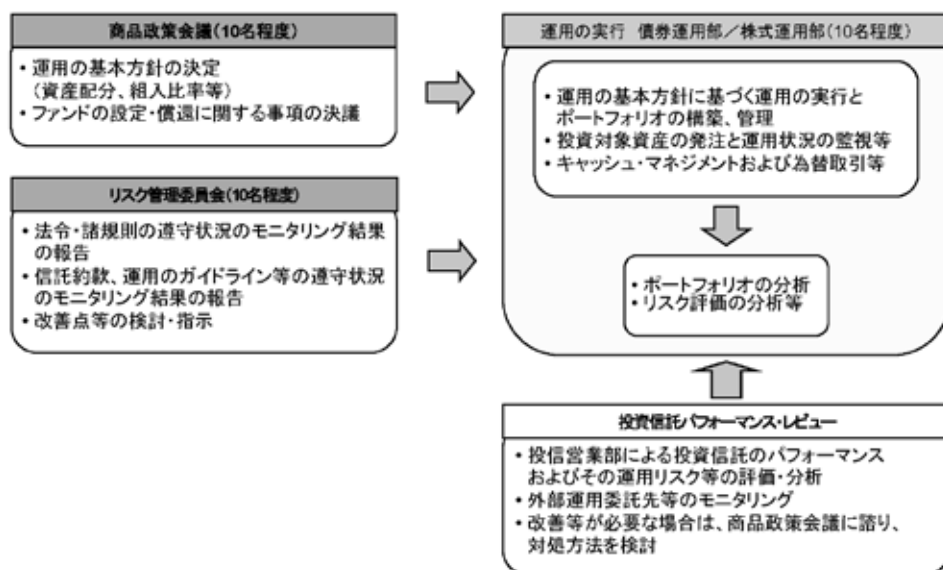 商品政策会議(10名程度)
・運用の基本方針の決定
(資産配分、組入比率等)
・ファンドの設定・償還に関する事項の決議
リスク管理委員会(10名程度)
・法令・諸規則の遵守状況のモニタリング結果
の報告
・信託約款、運用のガイドライン等の遵守状況
のモニタリング結果の報告
・改善点等の検討・指示
運用の実行 債券運用部/株式運用部(10名程度)
・運用の基本方針に基づく運用の実行と
ポートフォリオの構築、管理
・投資対象資産の発注と運用状況の監視等
・キャッシュ・マネジメントおよび為替取引等
・ポートフォリオの分析
・リスク評価の分析等
投資信託パフォーマンス・レビュー
・投信営業部による投資信託のパフォーマンス
およびその運用リスク等の評価・分析
・外部運用委託先等のモニタリング
・改善等が必要な場合は、商品政策会議に諮り、
対処方法を検討